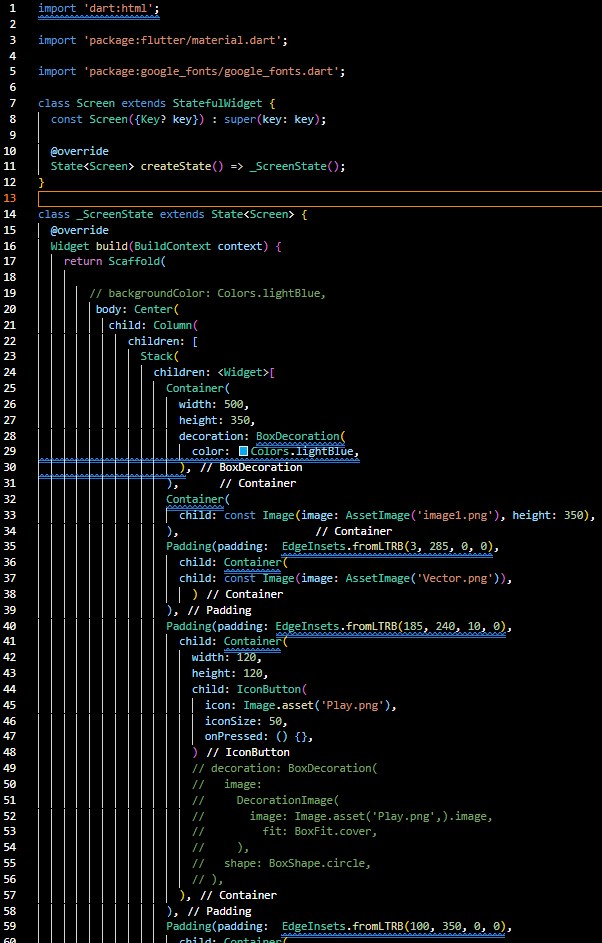 1 import 'dart:html';
2
3 import 'package:flutter/material.dart';
4
5 import 'package:google_fonts/google_fonts.dart';
6
7 class Screen extends StatefulWidget {
8 const Screen({Key? key}) : super(key: key);
9
10 @override
11 State<Screen> createState() => _ScreenState();
12 }
13
14 class _ScreenState extends State<Screen> {
15 @override
16 Widget build(BuildContext context) {
17 return Scaffold(
18
19 // backgroundColor: Colors.lightBlue,
20 body: Center(
21 child: Column(
22 children: [
23 Stack(
24 children: <Widget>[
25 Container(
26 width: 500,
27 height: 350,
28 decoration: BoxDecoration(
29 color: Colors.lightBlue,
30 ), // BoxDecoration
31 ), // Container
32 Container(
33 child: const Image(image: AssetImage('image1.png'), height: 350),
34 ), // Container
35 Padding(padding: EdgeInsets.fromLTRB(3, 285, 0, 0),
36 child: Container(
37 child: const Image(image: AssetImage('Vector.png')),
38 ) // Container
39 ), // Padding
40 Padding(padding: EdgeInsets.fromLTRB(185, 240, 10, 0),
41 child: Container(
42 width: 120,
43 height: 120,
44 child: IconButton(
45 icon: Image.asset('Play.png'),
46 iconSize: 50,
47 onPressed: () {},
48 ) // IconButton
49 // decoration: BoxDecoration(
50 // image:
51 // DecorationImage(
52 // image: Image.asset('Play.png',).image,
53 // fit: BoxFit.cover,
54 // ),
55 // shape: BoxShape.circle,
56 // ),
57 ), // Container
58 ), // Padding
59 Padding(padding: EdgeInsets.fromLTRB(100, 350, 0, 0),
60 child: Container(